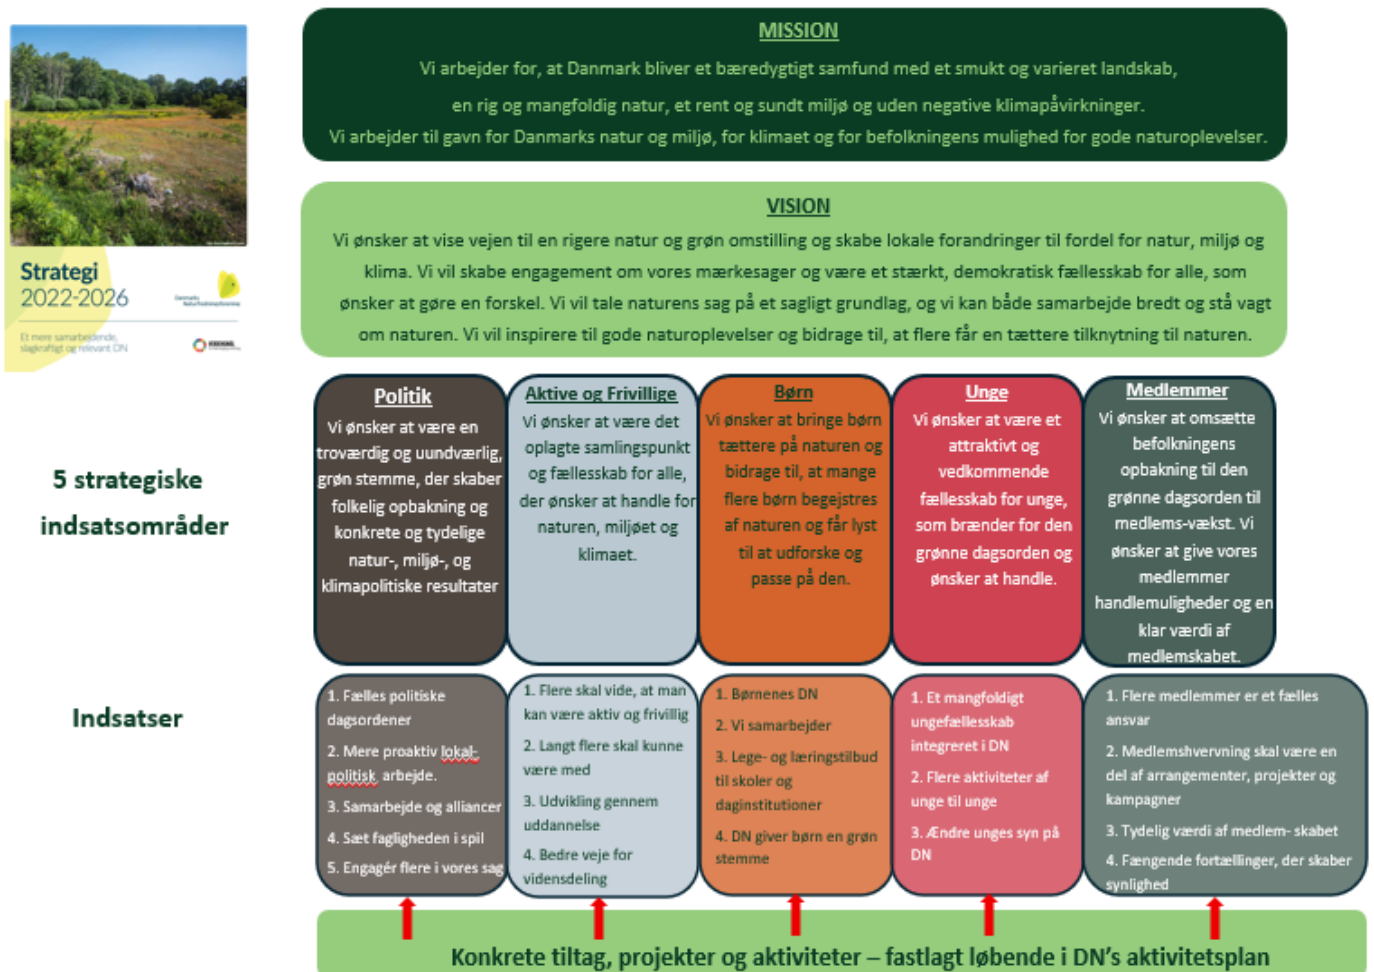 MISSION
Vi arbejder for, at Danmark bliver et bæredygtigt samfund med et smukt og varieret landskab,
en rig og mangfoldig natur, et rent og sundt miljø og uden negative klimapåvirkninger.
Vi arbejder til gavn for Danmarks natur og miljø, for klimaet og for befolkningens mulighed for gode naturoplevelser.
VISION
Vi ønsker at vise vejen til en rigere natur og grøn omstilling og skabe lokale forandringer til fordel for natur, miljø og
klima. Vi vil skabe engagement om vores mærkesager og være et stærkt, demokratisk fællesskab for alle, som
ønsker at gøre en forskel. Vi vil tale naturens sag på et sagligt grundlag, og vi kan både samarbejde bredt og stå vagt
om naturen. Vi vil inspirere til gode naturoplevelser og bidrage til, at flere får en tættere tilknytning til naturen.
Strategi
2022-2026
Danmarks
Naturfredningsforening
Et mere samarbejdende,
slagkraftigt og relevant DN
5 strategiske
indsatsområder
Politik
Vi ønsker at være en
troværdig og uundværlig,
grøn stemme, der skaber
folkelig opbakning og
konkrete og tydelige
natur-, miljø-, og
klimapolitiske resultater
Aktive og Frivillige
Vi ønsker at være det
oplagte samlingspunkt
og fællesskab for alle,
der ønsker at handle for
naturen, miljøet og
klimaet.
Børn
Vi ønsker at bringe børn
tættere på naturen og
bidrage til, at mange
flere børn begejstres
af naturen og får lyst
til at udforske og
passe på den.
Unge
Vi ønsker at være et
attraktivt og
vedkommende
fællesskab for unge,
som brænder for den
grønne dagsorden og
ønsker at handle.
Medlemmer
Vi ønsker at omsætte
befolkningens
opbakning til den
grønne dagsorden til
medlems-vækst. Vi
ønsker at give vores
medlemmer
handlemuligheder og en
klar værdi af
medlemskabet.
Indsatser
1. Fælles politiske
dagsordener
2. Mere proaktiv lokal-
politisk arbejde.
3. Samarbejde og alliancer
4. Sæt fagligheden i spil
5. Engagér flere i vores sag
1. Flere skal vide, at man
kan være aktiv og frivillig
2. Langt flere skal kunne
være med
3. Udvikling gennem
uddannelse
4. Bedre veje for
vidensdeling
1. Børnenes DN
2. Vi samarbejder
3. Lege- og læringstilbud
til skoler og
daginstitutioner
4. DN giver børn en grøn
stemme
1. Et mangfoldigt
ungefællesskab
integreret i DN
2. Flere aktiviteter af
unge til unge
3. Ændre unges syn på
DN
1. Flere medlemmer er et fælles
ansvar
2. Medlemshvervning skal være en
del af arrangementer, projekter og
kampagner
3. Tydelig værdi af medlem- skabet
4. Fængende fortællinger, der skaber
synlighed
Konkrete tiltag, projekter og aktiviteter – fastlagt løbende i DN's aktivitetsplan